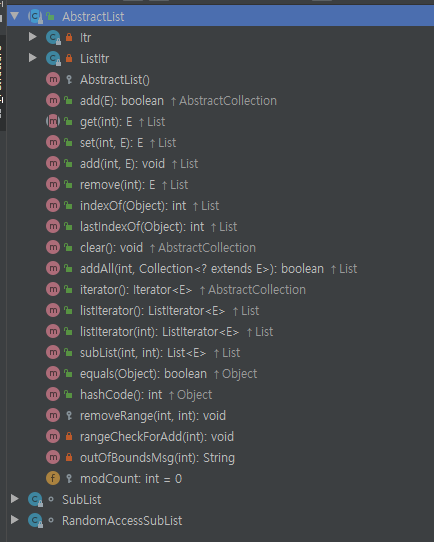 AbstractList
Itr
ListItr
AbstractList()
add(E): boolean ↑AbstractCollection
get(int): E ↑List
set(int, E): E ↑List
add(int, E): void ↑List
remove(int): E ↑List
indexOf(Object): int ↑List
lastIndexOf(Object): int ↑List
clear(): void ↑AbstractCollection
addAll(int, Collection<? extends E>): boolean ↑List
iterator(): Iterator<E> ↑AbstractCollection
listIterator(): ListIterator<E> ↑List
listIterator(int): ListIterator<E> ↑List
subList(int, int): List<E> ↑List
equals(Object): boolean ↑Object
hashCode(): int ↑Object
removeRange(int, int): void
rangeCheckForAdd(int): void
outOfBoundsMsg(int): String
modCount: int = 0
SubList
RandomAccessSubList